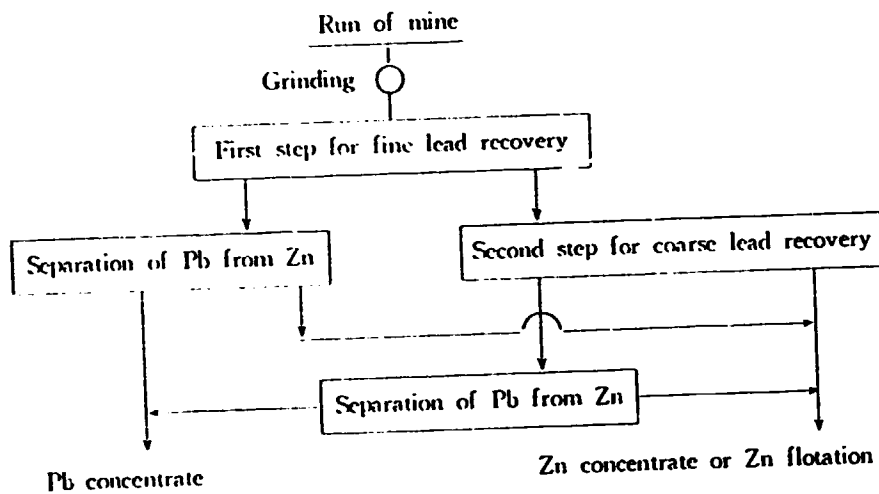 Run of mine
Grinding
First step for fine lead recovery
Separation of Pb from Zn
Second step for coarse lead recovery
Separation of Pb from Zn
Pb concentrate
Zn concentrate or Zn flotation